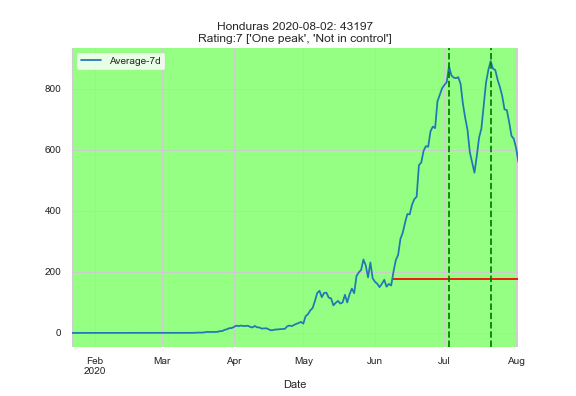 Honduras 2020-08-02: 43197
Rating:7 ['One peak', 'Not in control']
Average-7d
800
600
400
200
0
Feb Mar Apr May Jun Jul Aug
2020
Date